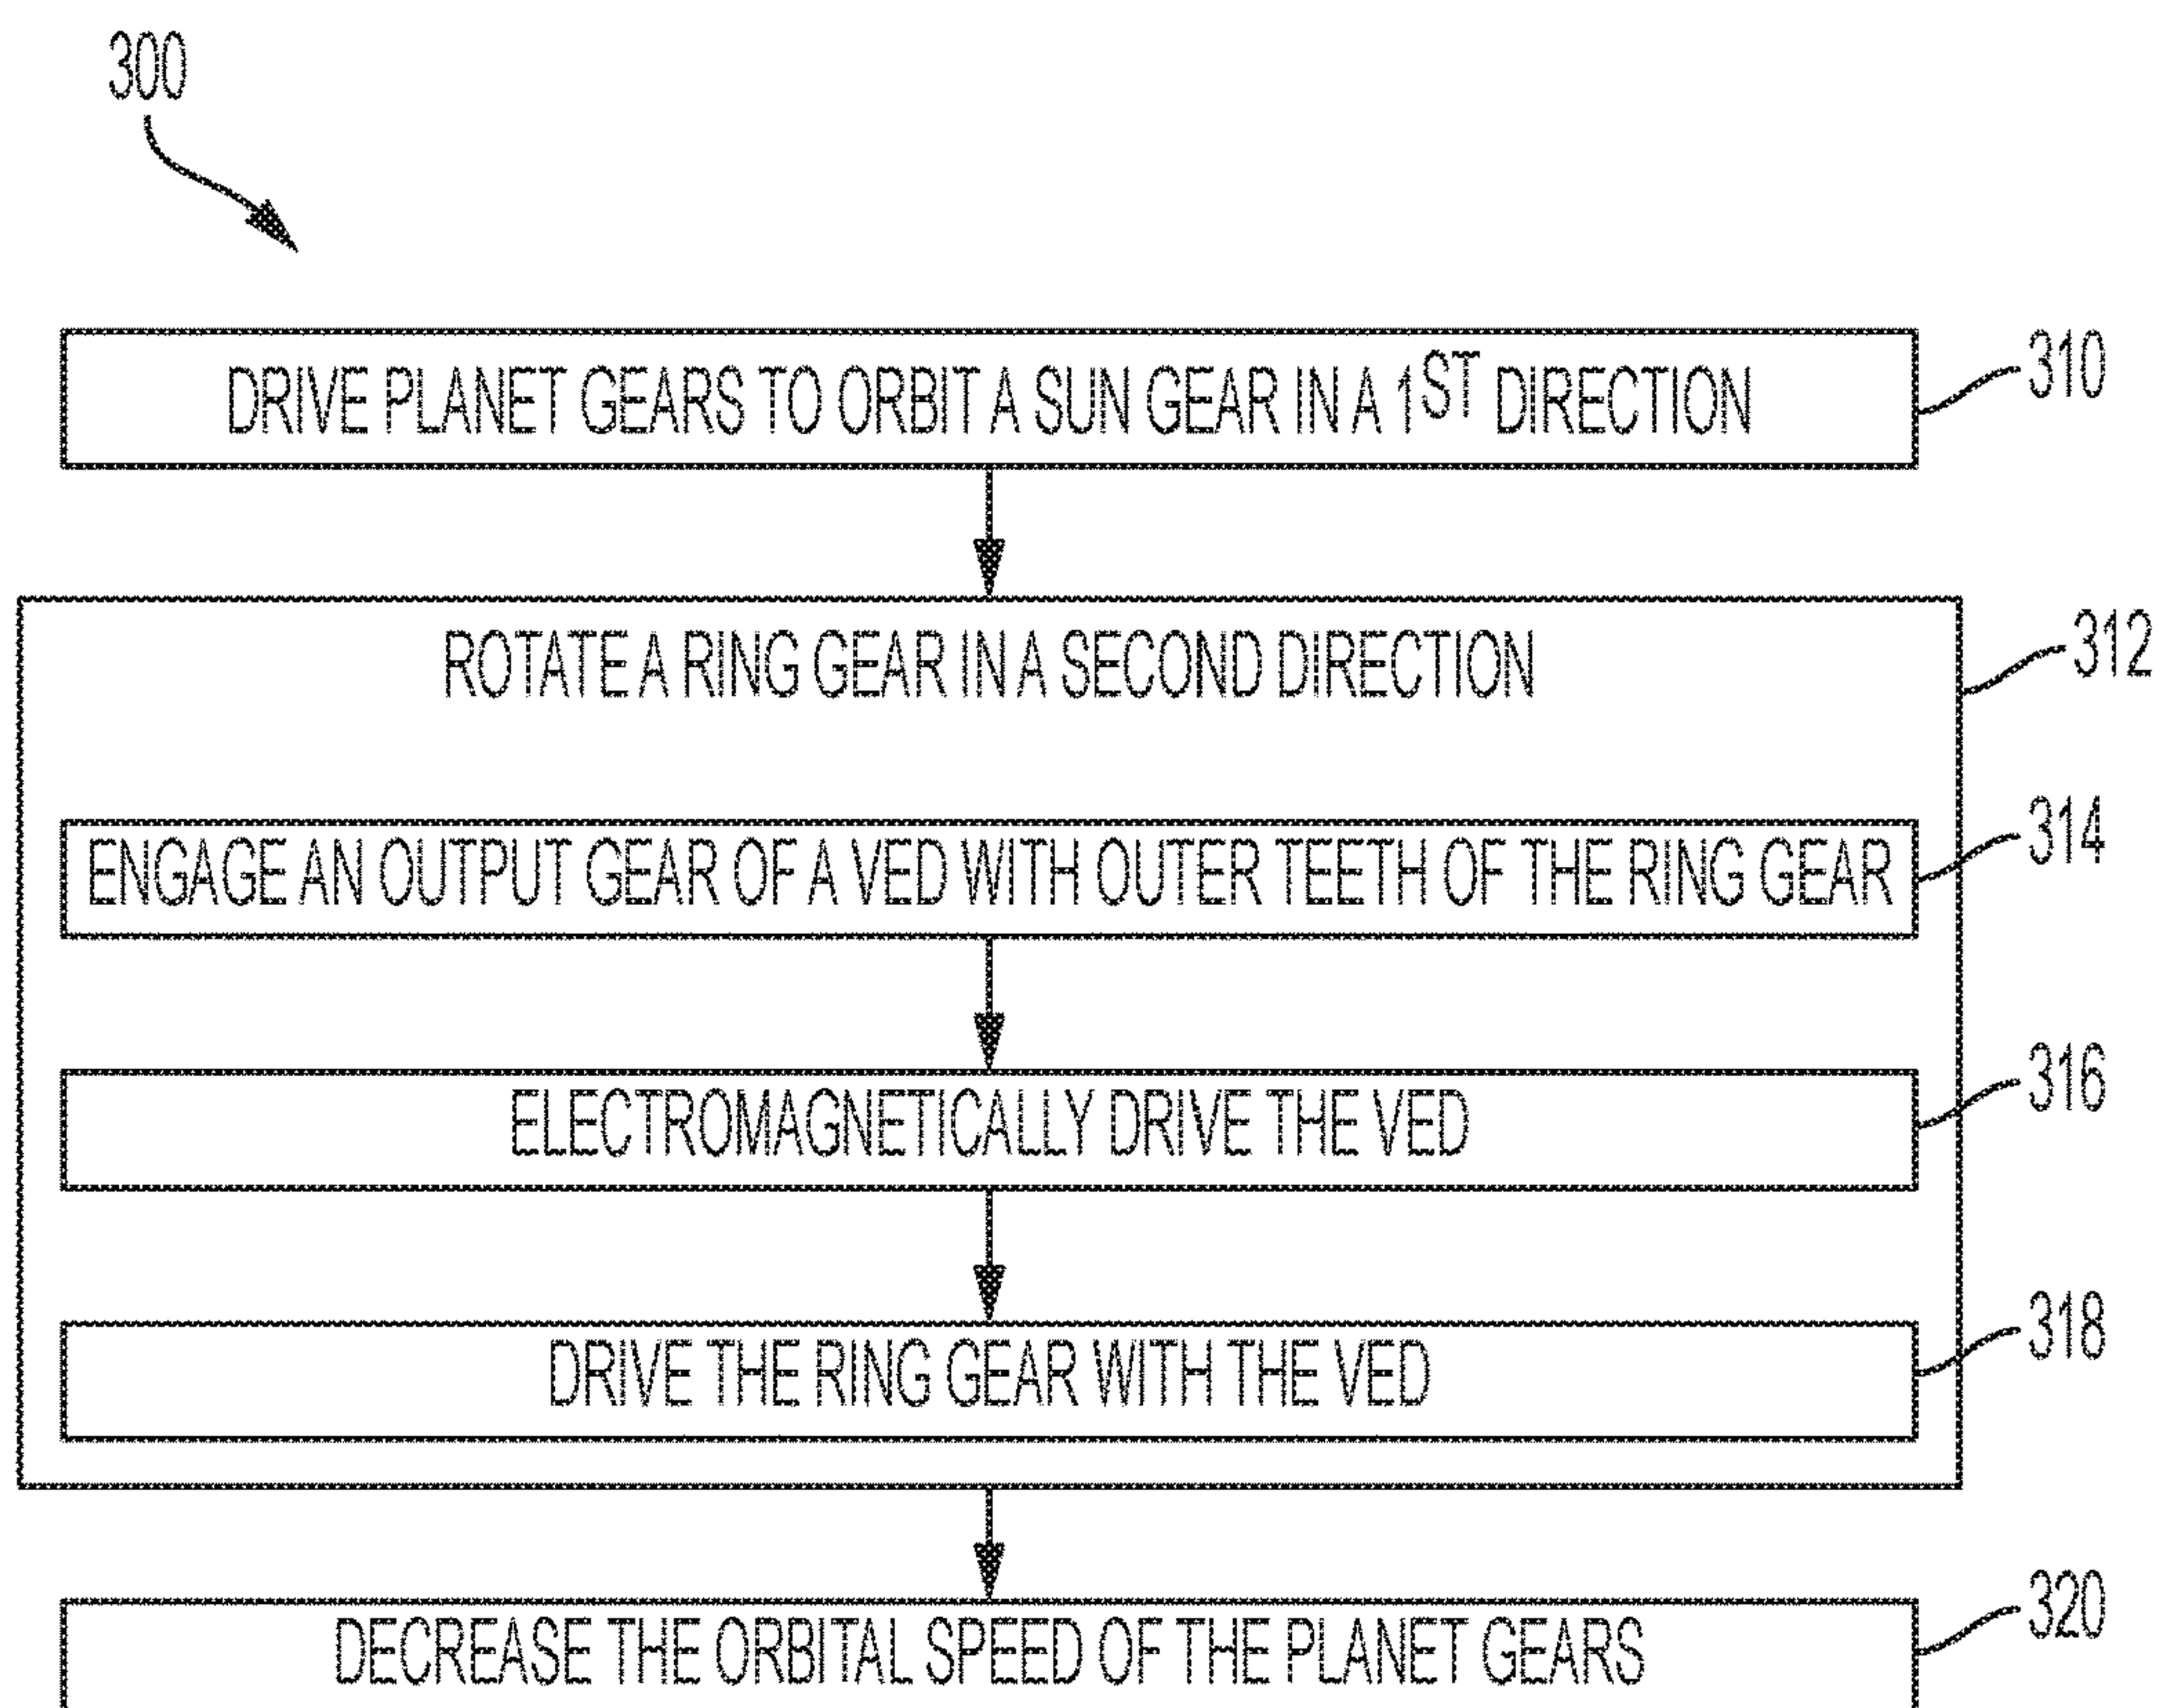 300
DRIVE PLANET GEARS TO ORBIT A SUN GEAR IN A 1ST DIRECTION
310
ROTATE A RING GEAR IN A SECOND DIRECTION
312
ENGAGE AN OUTPUT GEAR OF A VED WITH OUTER TEETH OF THE RING GEAR
314
ELECTROMAGNETICALLY DRIVE THE VED
316
DRIVE THE RING GEAR WITH THE VED
318
DECREASE THE ORBITAL SPEED OF THE PLANET GEARS
320